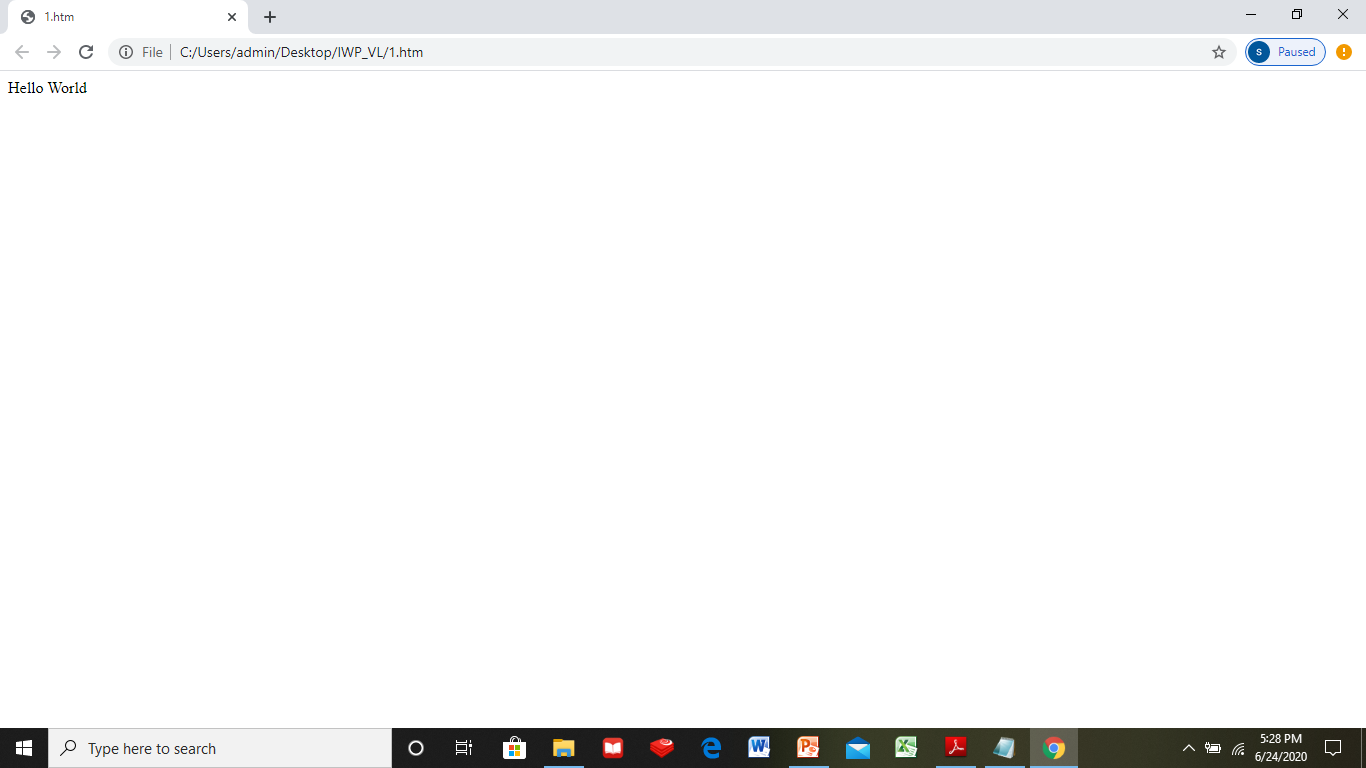 1.htm
File
C:/Users/admin/Desktop/IWP_VL/1.htm
s
Paused
Hello World
Type here to search
5:28 PM
6/24/2020